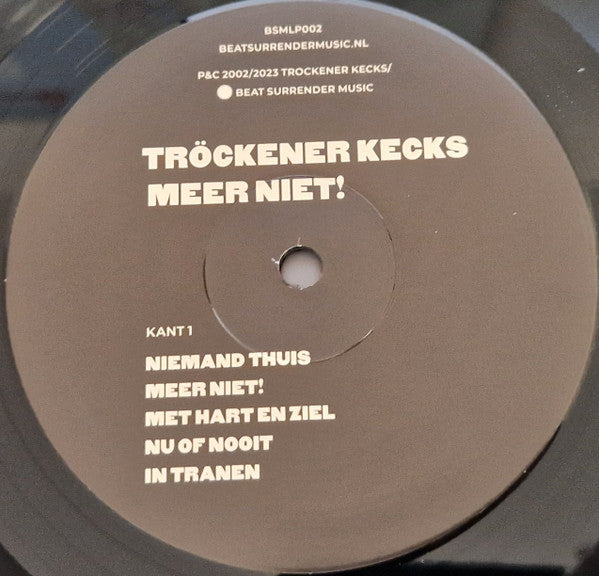 BSMLP002
BEATSURRENDERMUSIC.NL
P&C 2002/2023 TROCKENER KECKS/
BEAT SURRENDER MUSIC
TRÖCKENER KECKS
MEER NIET!
KANT 1
NIEMAND THUIS
MEER NIET!
MET HART EN ZIEL
NU OF NOOIT
IN TRANEN